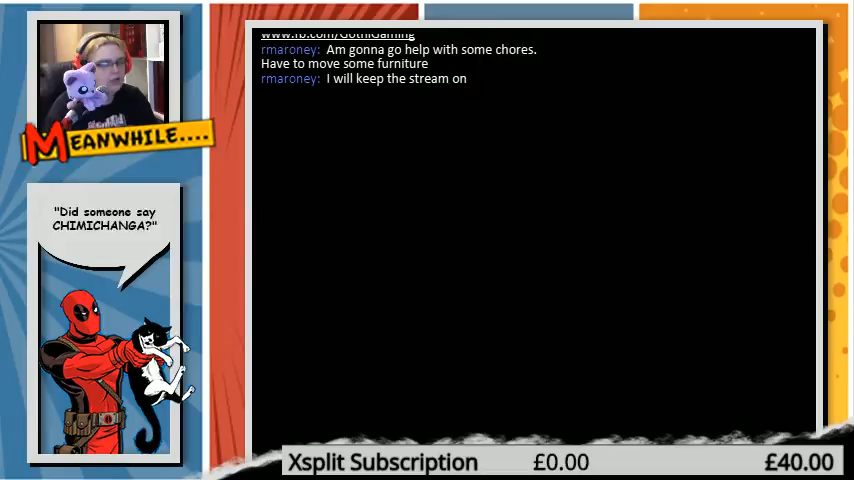 www.fb.com/GothiGaming
rmaroney: Am gonna go help with some chores.
Have to move some furniture
rmaroney: I will keep the stream on
MEANWHILE....
"Did someone say
CHIMICHANGA?"
Xsplit Subscription £0.00 £40.00